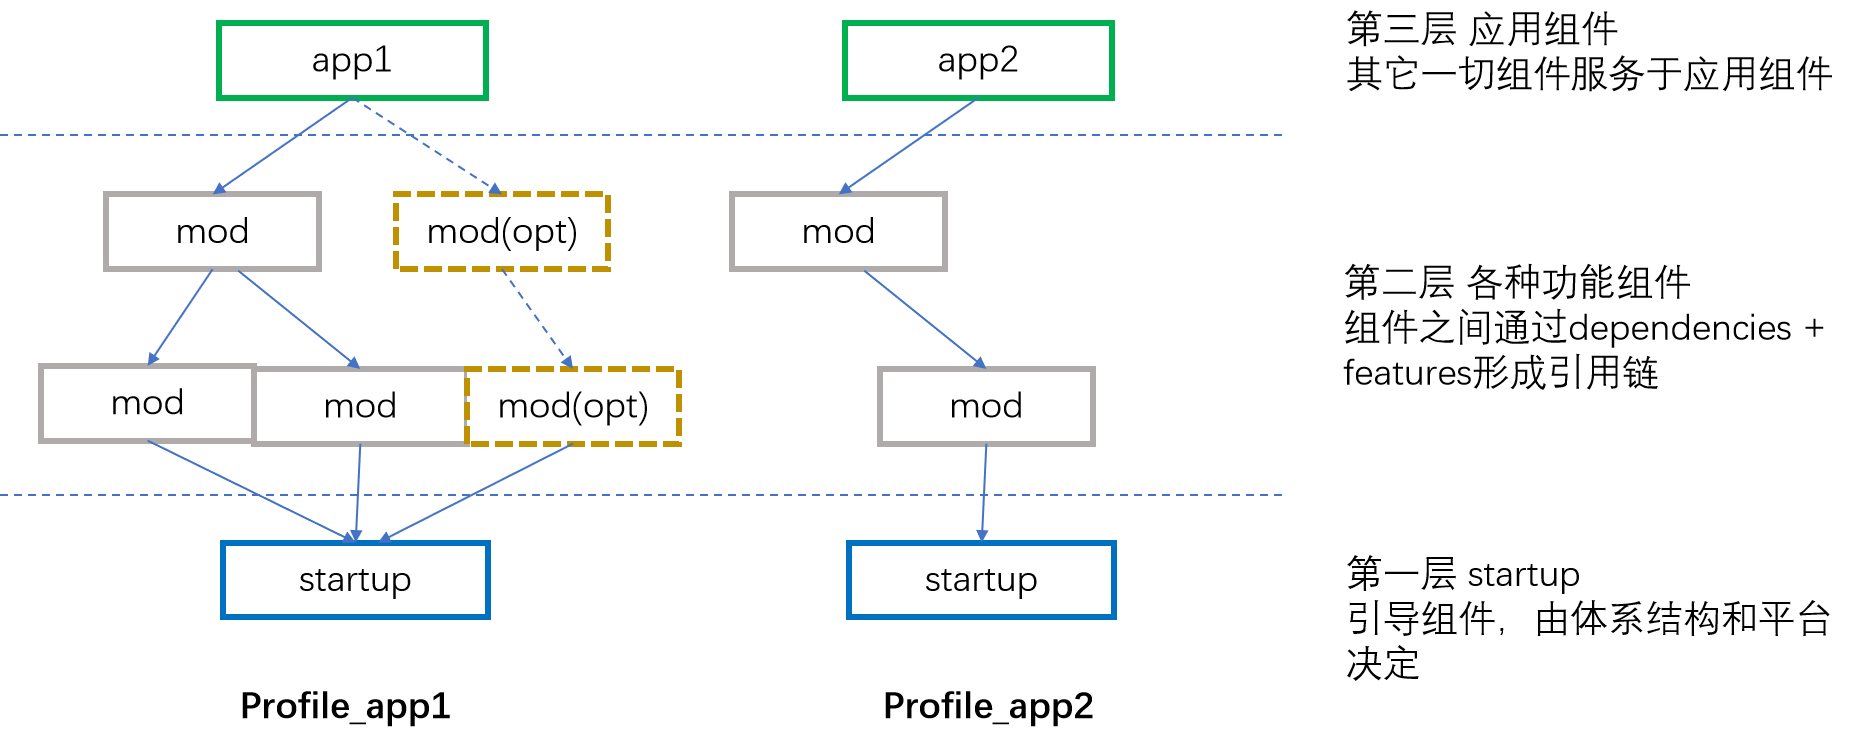 app1
app2
第三层 应用组件
其它一切组件服务于应用组件
mod
mod(opt)
mod
mod
mod
mod(opt)
mod
第二层 各种功能组件
组件之间通过dependencies +
features形成引用链
startup
startup
第一层 startup
引导组件，由体系结构和平台
决定
Profile_app1
Profile_app2